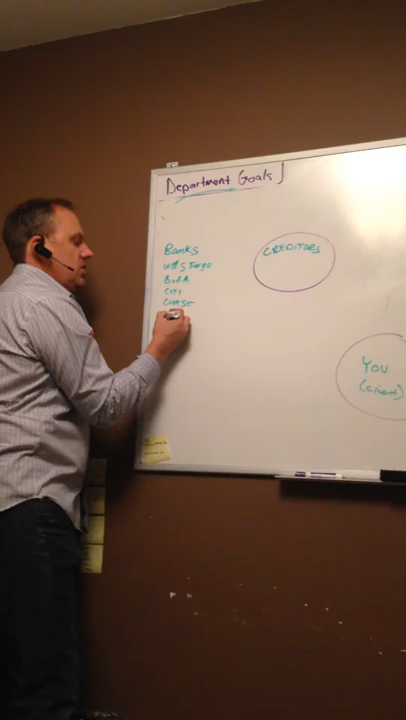 Department Goals
Banks
CREDITORS
Wells Fargo
BofA
CITI
CHASE
YOU
(client)